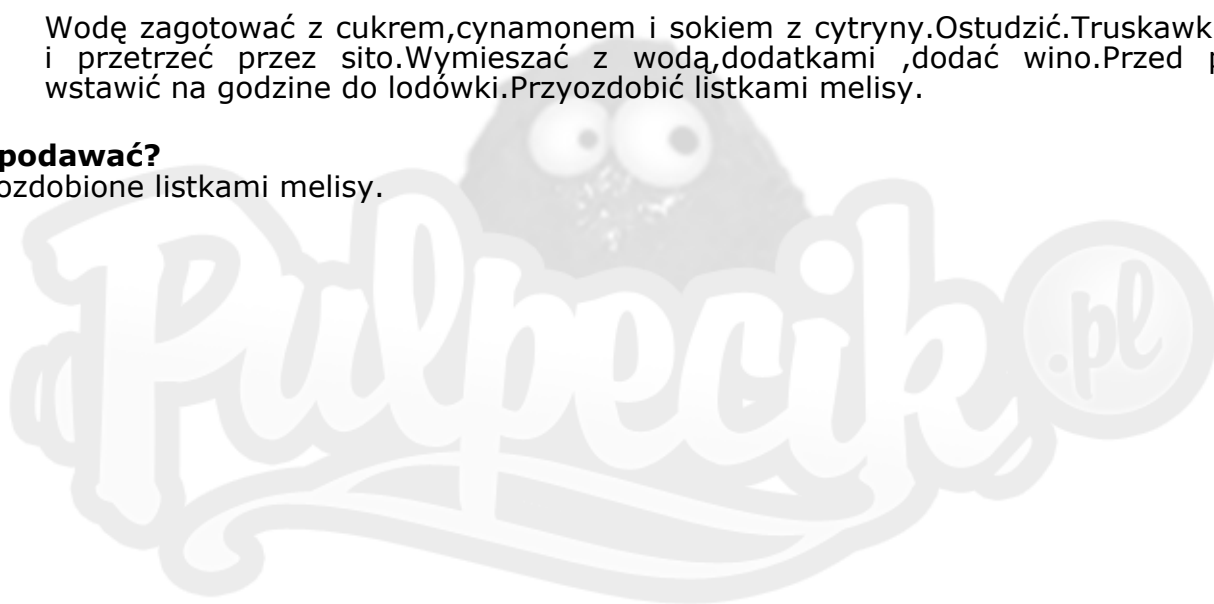 Wodę zagotować z cukrem,cynamonem i sokiem z cytryny.Ostudzić.Truskawk
i przetrzeć przez sito.Wymieszać z wodą,dodatkami ,dodać wino.Przed
wstawić na godzine do lodówki.Przyozdobić listkami melisy.
podawać?
ozdobione listkami melisy.
Pulpecik.pl